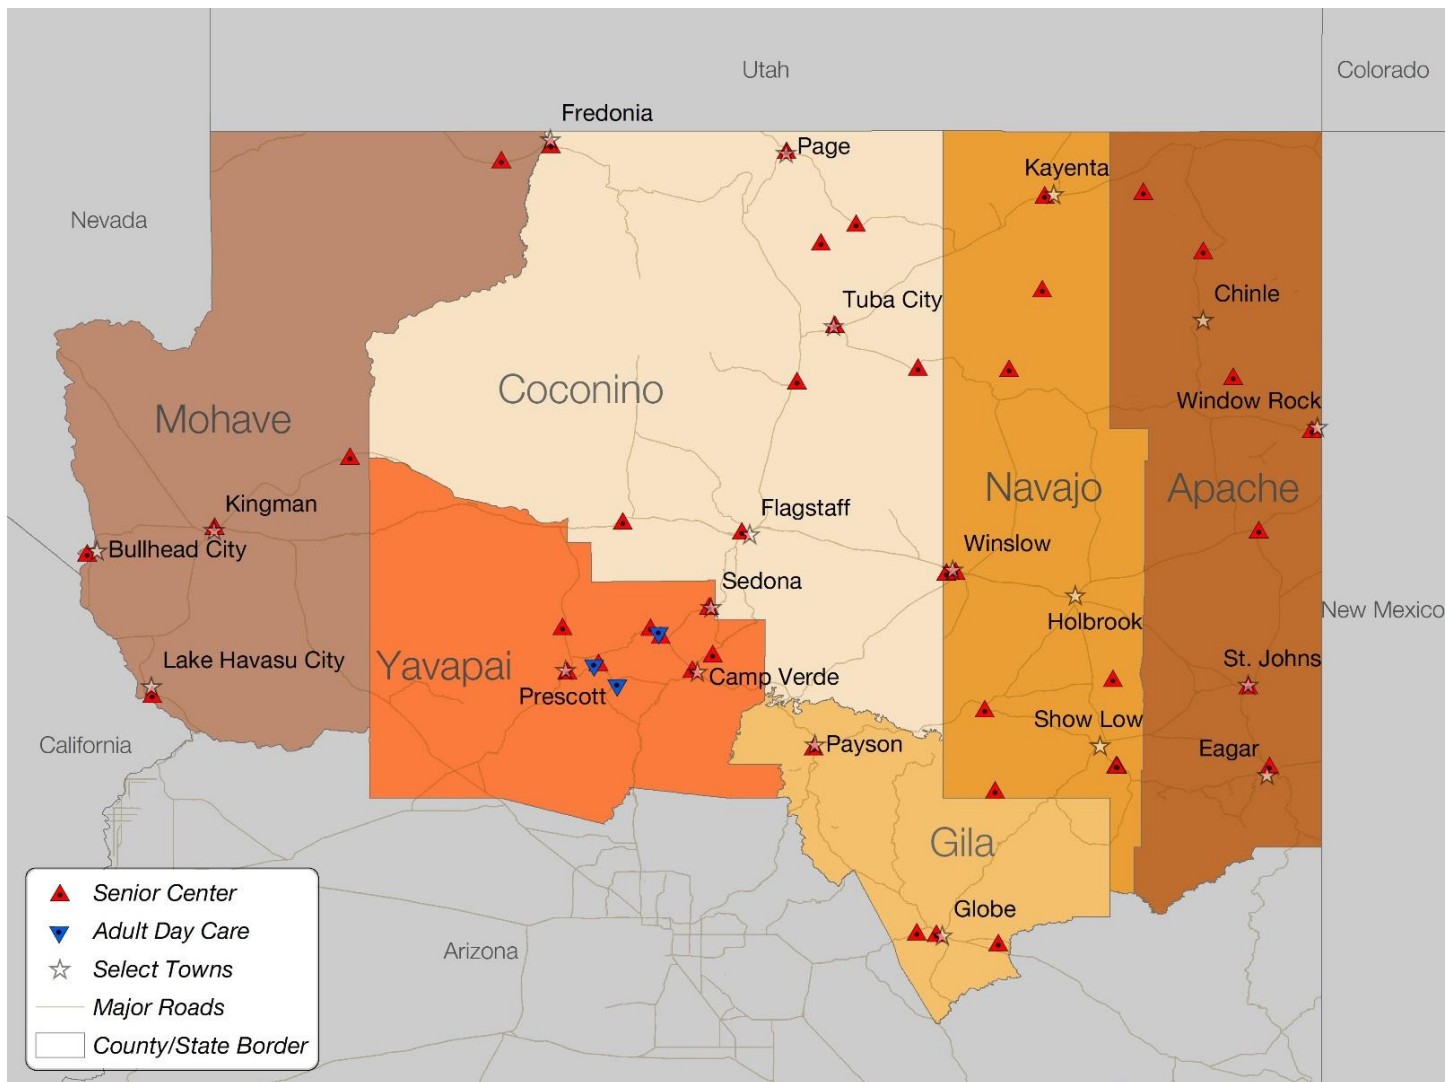 Utah
Colorado
Fredonia
Page
Kayenta
Nevada
Chinle
Tuba City
Coconino
Mohave
Window Rock
Navajo
Apache
Kingman
Flagstaff
Bullhead City
Winslow
Sedona
New Mexico
Holbrook
Lake Havasu City
Yavapai
St. Johns
Camp Verde
Prescott
Show Low
California
Payson
Eagar
Gila
Globe
Arizona
Senior Center
Adult Day Care
Select Towns
Major Roads
County/State Border